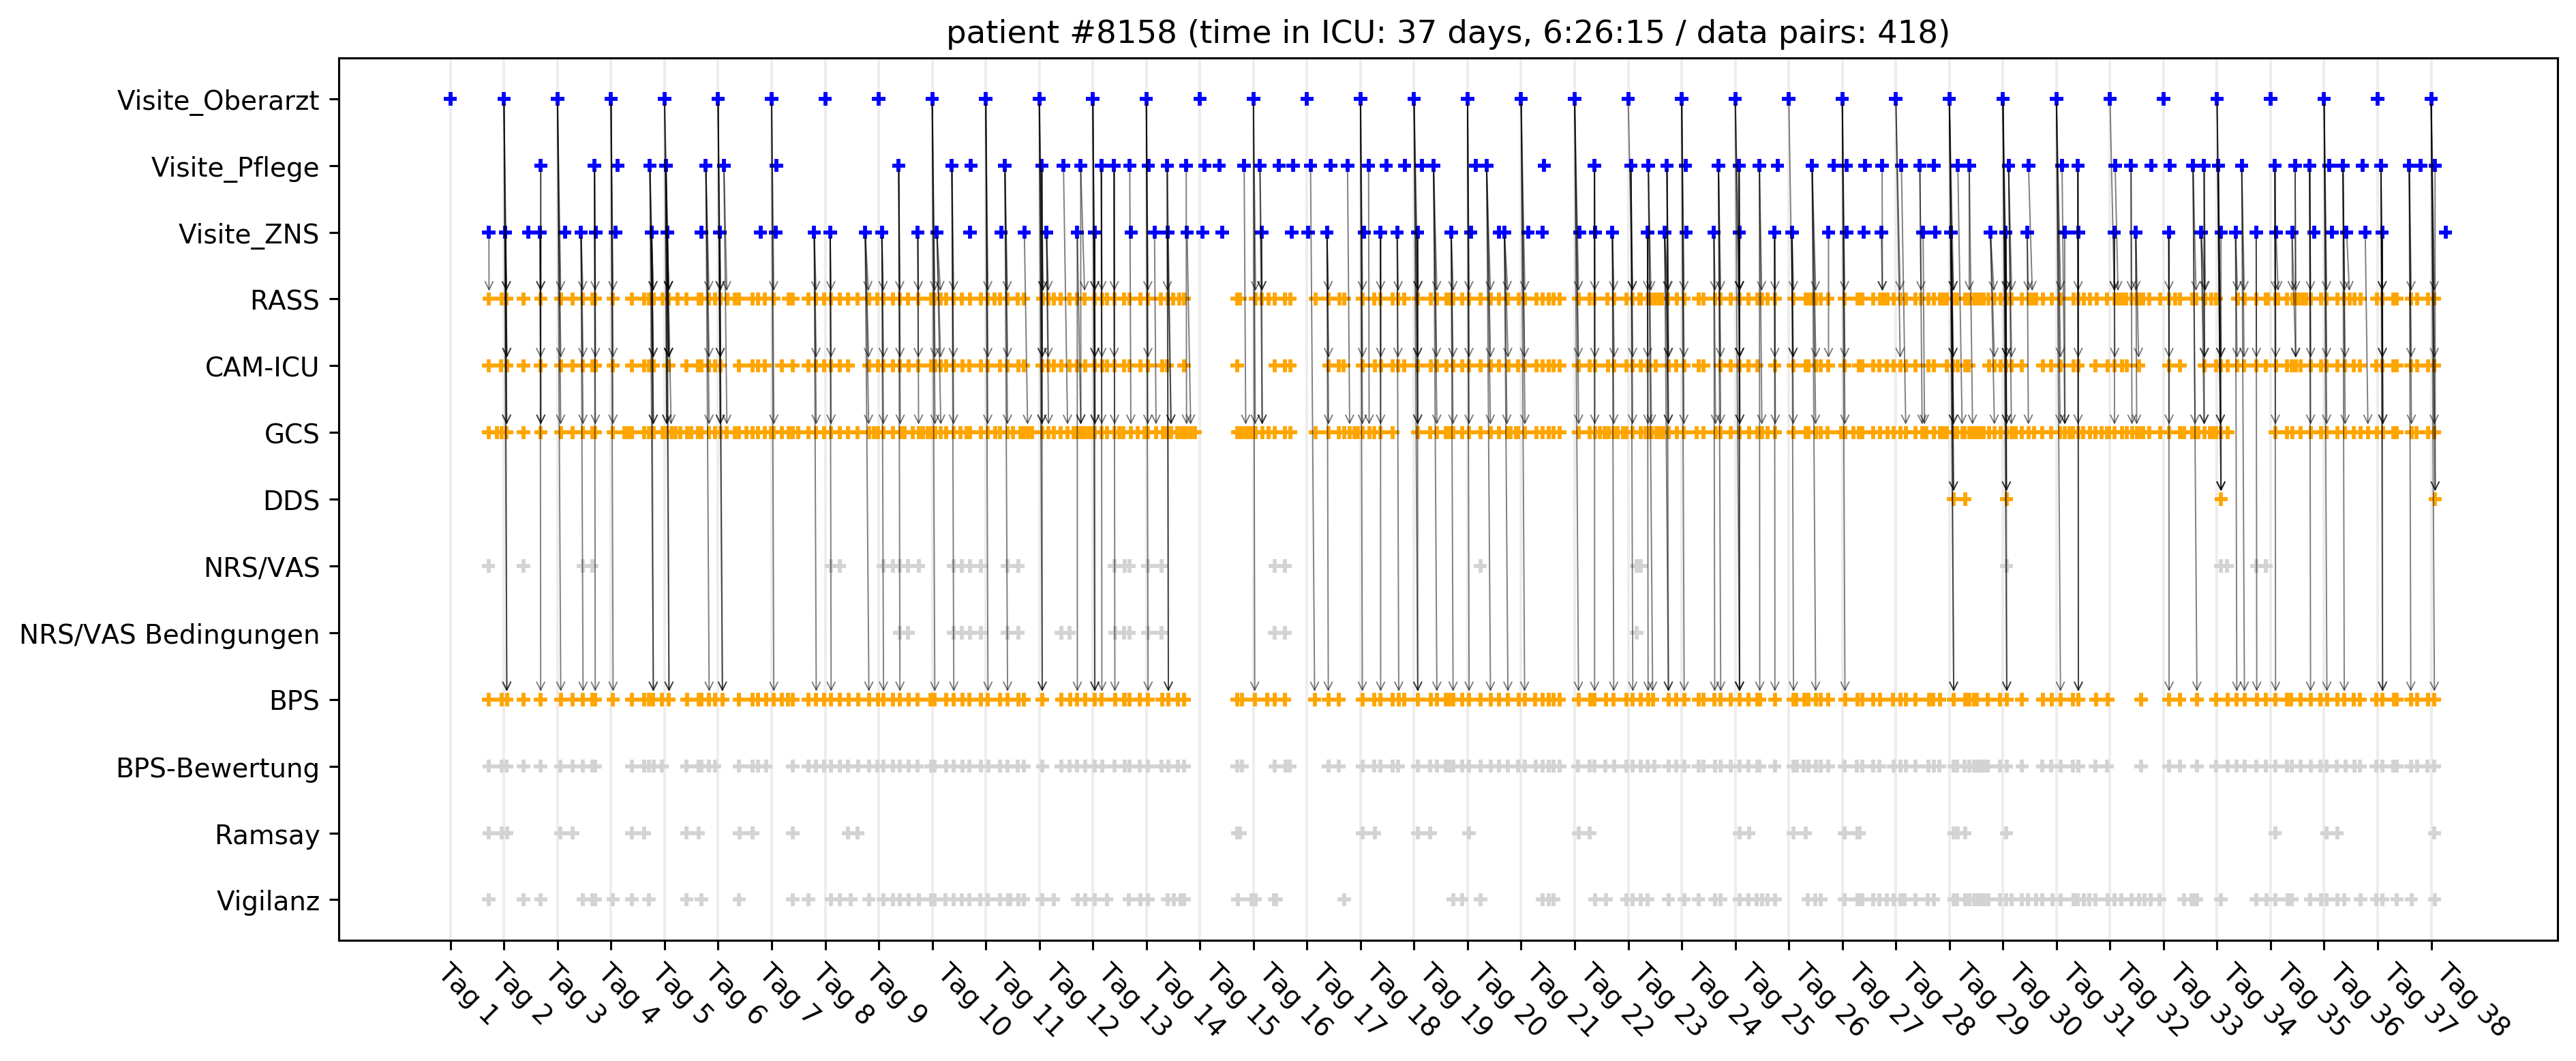 patient #8158 (time in ICU: 37 days, 6:26:15 / data pairs: 418)
Visite_Oberarzt
Visite_Pflege
Visite_ZNS
RASS
CAM-ICU
GCS
DDS
NRS/VAS
NRS/VAS Bedingungen
BPS
BPS-Bewertung
Ramsay
Vigilanz
Tag 1
Tag 2
Tag 3
Tag 4
Tag 5
Tag 6
Tag 7
Tag 8
Tag 9
Tag 10
Tag 11
Tag 12
Tag 13
Tag 14
Tag 15
Tag 16
Tag 17
Tag 18
Tag 19
Tag 20
Tag 21
Tag 22
Tag 23
Tag 24
Tag 25
Tag 26
Tag 27
Tag 28
Tag 29
Tag 30
Tag 31
Tag 32
Tag 33
Tag 34
Tag 35
Tag 36
Tag 37
Tag 38